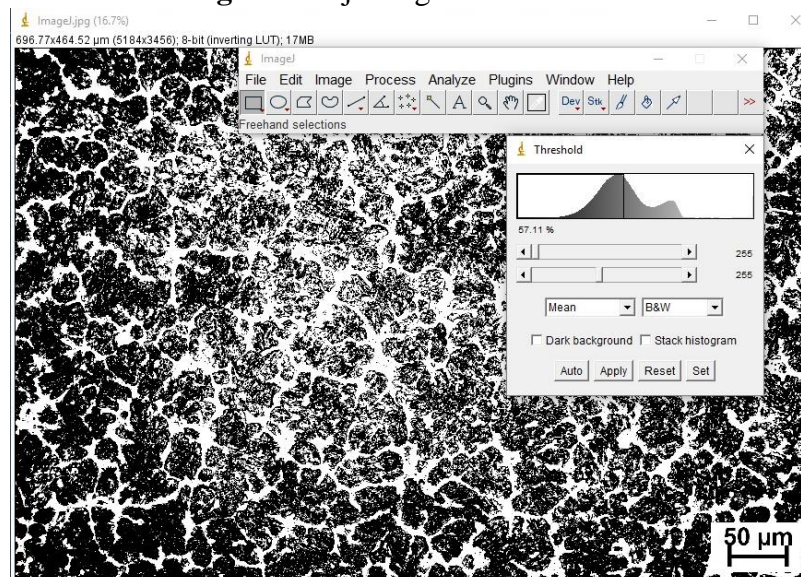 ImageJ.jpg (16.7%)
696.77x464.52 µm (5184x3456); 8-bit (inverting LUT); 17MB
ImageJ
File Edit Image Process Analyze Plugins Window Help
A Dev Stk >>
Freehand selections
Threshold
57.11 %
255
255
Mean B&W
Dark background Stack histogram
Auto Apply Reset Set
50 µm